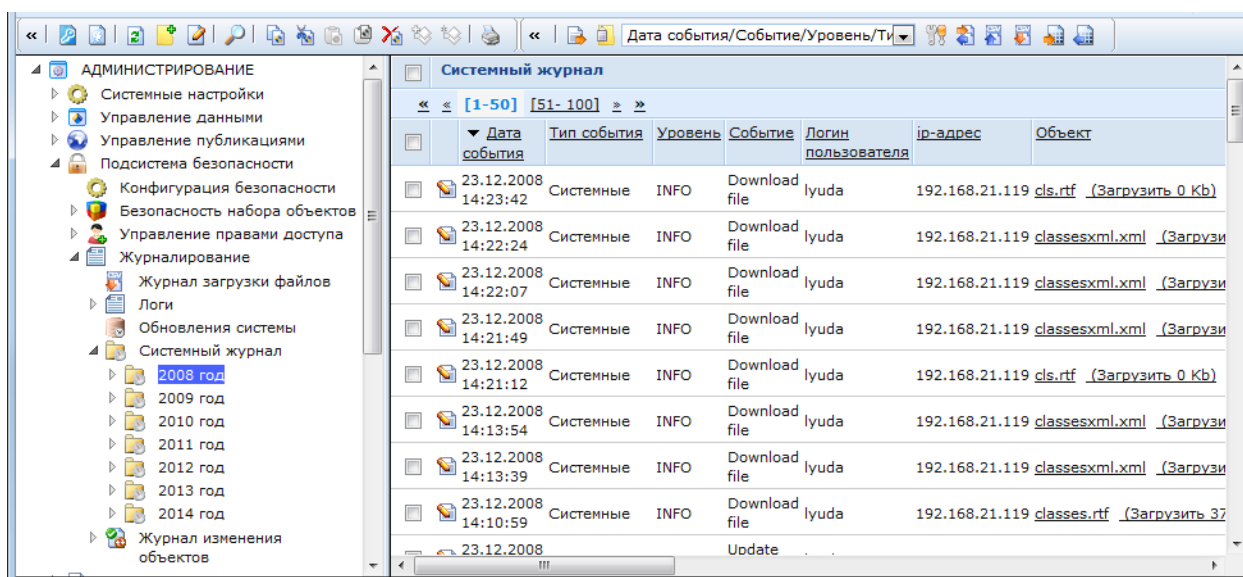 « « Дата события/Событие/Уровень/Ти
АДМИНИСТРИРОВАНИЕ
Системные настройки
Управление данными
Управление публикациями
Подсистема безопасности
Конфигурация безопасности
Безопасность набора объектов
Управление правами доступа
Журналирование
Журнал загрузки файлов
Логи
Обновления системы
Системный журнал
2008 год
2009 год
2010 год
2011 год
2012 год
2013 год
2014 год
Журнал изменения
объектов
Системный журнал
« < [1-50] [51- 100] > »
Дата события Тип события Уровень Событие Логин пользователя ip-адрес Объект
23.12.2008 14:23:42 Системные INFO Download file lyuda 192.168.21.119 cls.rtf (Загрузить 0 Kb)
23.12.2008 14:22:24 Системные INFO Download file lyuda 192.168.21.119 classesxml.xml (Загрузи
23.12.2008 14:22:07 Системные INFO Download file lyuda 192.168.21.119 classesxml.xml (Загрузи
23.12.2008 14:21:49 Системные INFO Download file lyuda 192.168.21.119 classesxml.xml (Загрузи
23.12.2008 14:21:12 Системные INFO Download file lyuda 192.168.21.119 cls.rtf (Загрузить 0 Kb)
23.12.2008 14:13:54 Системные INFO Download file lyuda 192.168.21.119 classesxml.xml (Загрузи
23.12.2008 14:13:39 Системные INFO Download file lyuda 192.168.21.119 classesxml.xml (Загрузи
23.12.2008 14:10:59 Системные INFO Download file lyuda 192.168.21.119 classes.rtf (Загрузить 37
23.12.2008 Update